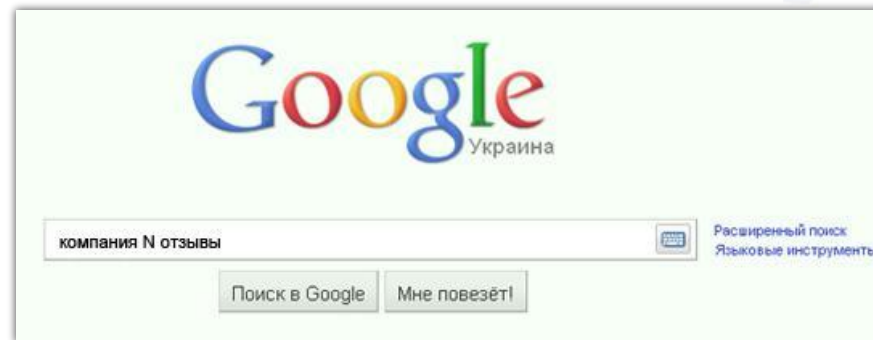 Google
Украина
компания N отзывы
Расширенный поиск
Языковые инструменты
Поиск в Google
Мне повезёт!